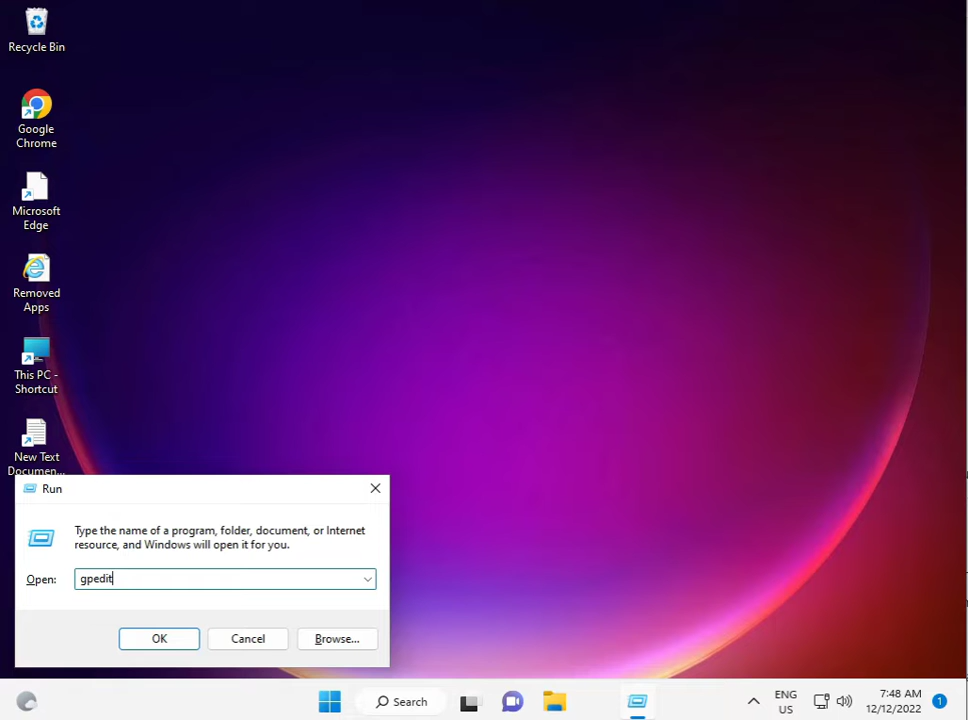 Recycle Bin
Google
Chrome
Microsoft
Edge
Removed
Apps
This PC -
Shortcut
New Text
Documen...
Run
Type the name of a program, folder, document, or Internet
resource, and Windows will open it for you.
Open:
gpedit
OK
Cancel
Browse...
Search
ENG
US
7:48 AM
12/12/2022
1